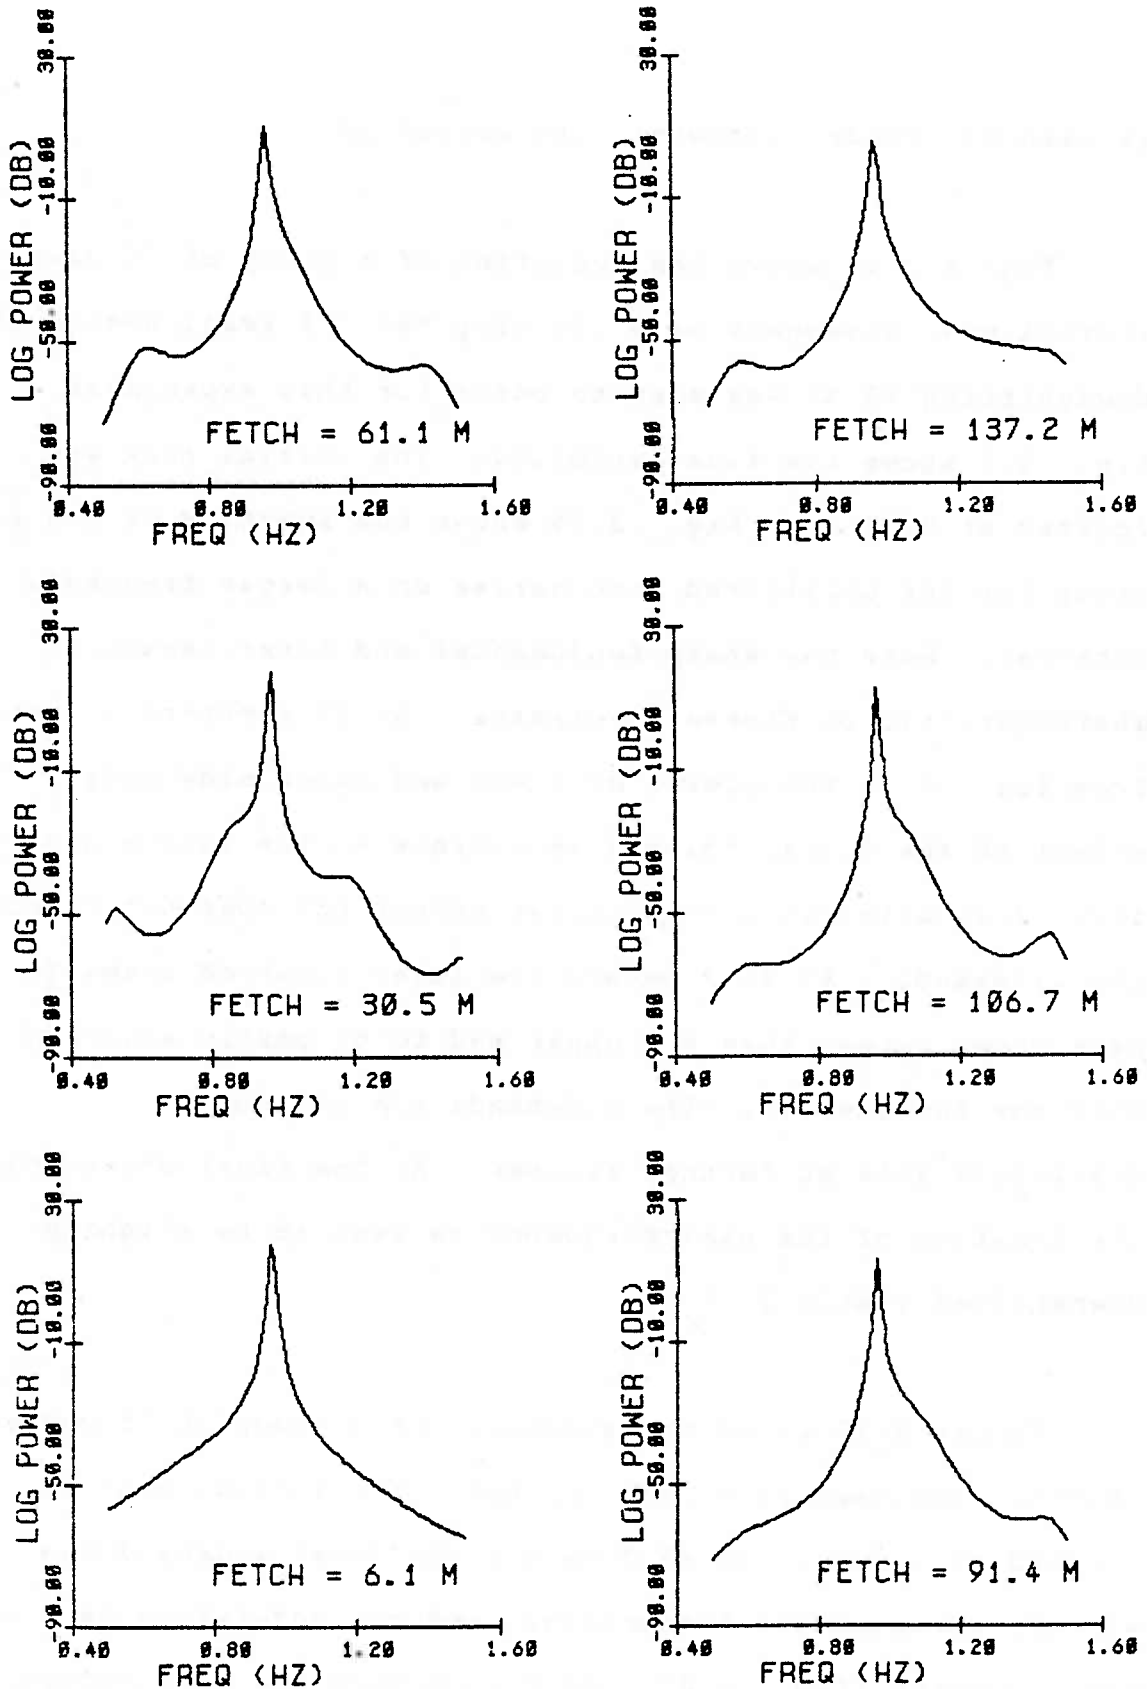 30.00
-10.00
-50.00
-90.00
LOG POWER (DB)
FETCH = 61.1 M
0.40 0.80 1.20 1.60
FREQ (HZ)
30.00
-10.00
-50.00
-90.00
LOG POWER (DB)
FETCH = 137.2 M
0.40 0.80 1.20 1.60
FREQ (HZ)
30.00
-10.00
-50.00
-90.00
LOG POWER (DB)
FETCH = 30.5 M
0.40 0.80 1.20 1.60
FREQ (HZ)
30.00
-10.00
-50.00
-90.00
LOG POWER (DB)
FETCH = 106.7 M
0.40 0.80 1.20 1.60
FREQ (HZ)
30.00
-10.00
-50.00
-90.00
LOG POWER (DB)
FETCH = 6.1 M
0.40 0.80 1.20 1.60
FREQ (HZ)
30.00
-10.00
-50.00
-90.00
LOG POWER (DB)
FETCH = 91.4 M
0.40 0.80 1.20 1.60
FREQ (HZ)